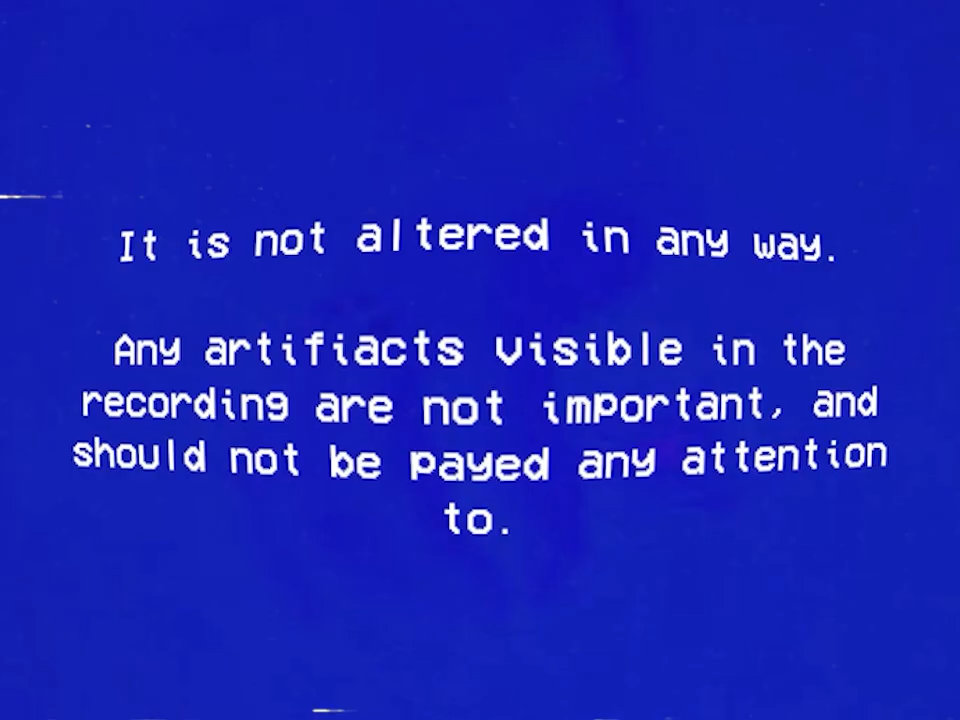 It is not altered in any way.
Any artifiacts visible in the
recording are not important, and
should not be payed any attention
to.